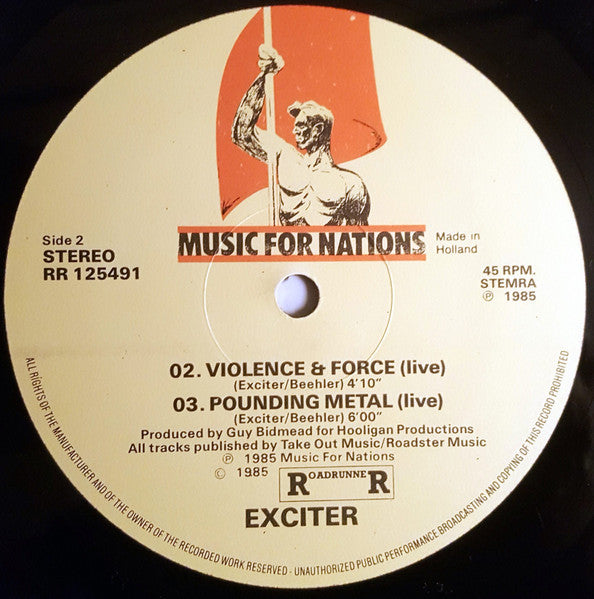 MUSIC FOR NATIONS
Side 2
STEREO
RR 125491
Made in
Holland
45 RPM.
STEMRA
℗ 1985
02. VIOLENCE & FORCE (live)
(Exciter/Beehler) 4'10"
03. POUNDING METAL (live)
(Exciter/Beehler) 6'00"
Produced by Guy Bidmead for Hooligan Productions
All tracks published by Take Out Music/Roadster Music
℗ 1985 Music For Nations
© 1985 ROADRUNNER
EXCITER
ALL RIGHTS OF THE MANUFACTURER AND OF THE OWNER OF THE RECORDED WORK RESERVED - UNAUTHORIZED PUBLIC PERFORMANCE BROADCASTING AND COPYING OF THIS RECORD PROHIBITED